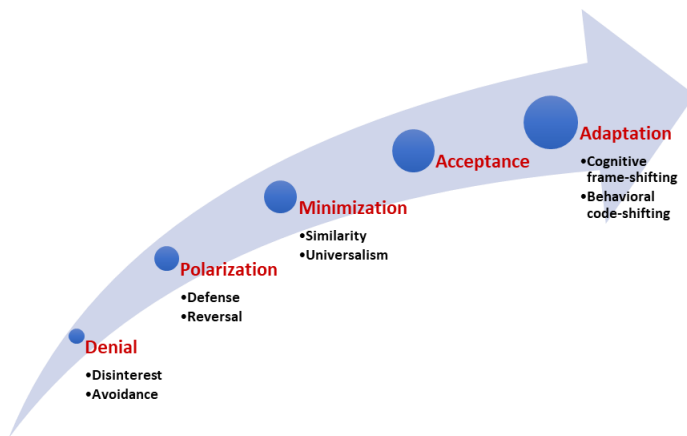 Denial
•Disinterest
•Avoidance
Polarization
•Defense
•Reversal
Minimization
•Similarity
•Universalism
Acceptance
Adaptation
•Cognitive
frame-shifting
•Behavioral
code-shifting